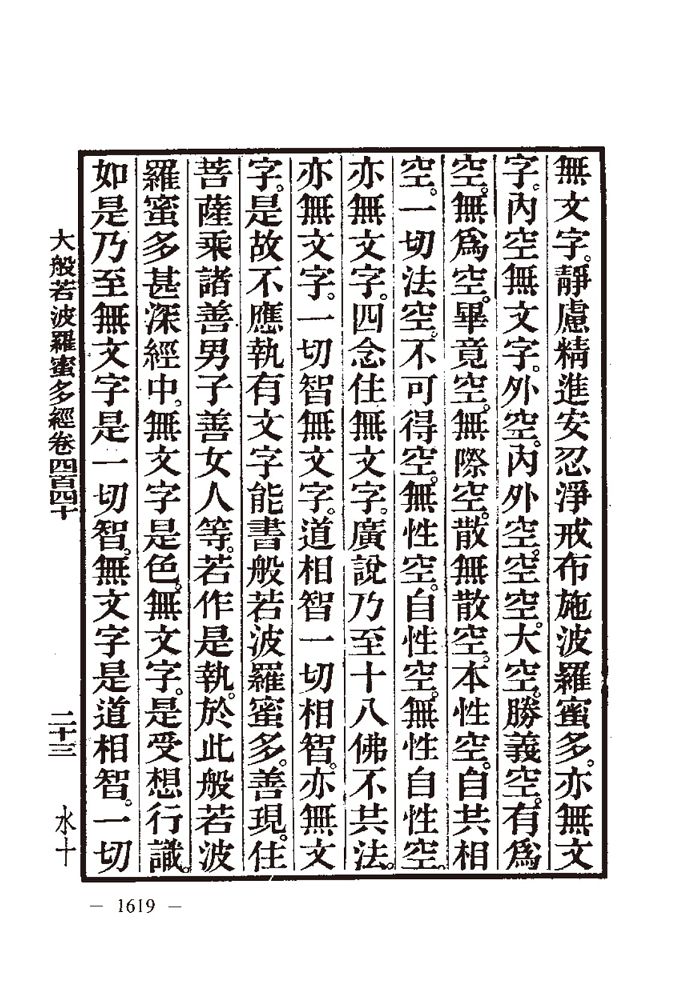 無文字。靜慮精進安忍淨戒布施波羅蜜多。亦無文
字。內空無文字。外空。內外空。空空。大空。勝義空。有爲
空。無爲空。畢竟空。無際空。散無散空。本性空。自共相
空。一切法空。不可得空。無性空。自性空。無性自性空。
亦無文字。四念住無文字。廣說乃至十八佛不共法。
亦無文字。一切智無文字。道相智一切相智。亦無文
字。是故不應執有文字能書般若波羅蜜多。善現。住
菩薩乘諸善男子善女人等。若作是執。於此般若波
羅蜜多甚深經中。無文字是色。無文字。是受想行識。
如是乃至無文字是一切智。無文字是道相智。一切
大般若波羅蜜多經卷四百四十
二十三
水十
— 1619 —